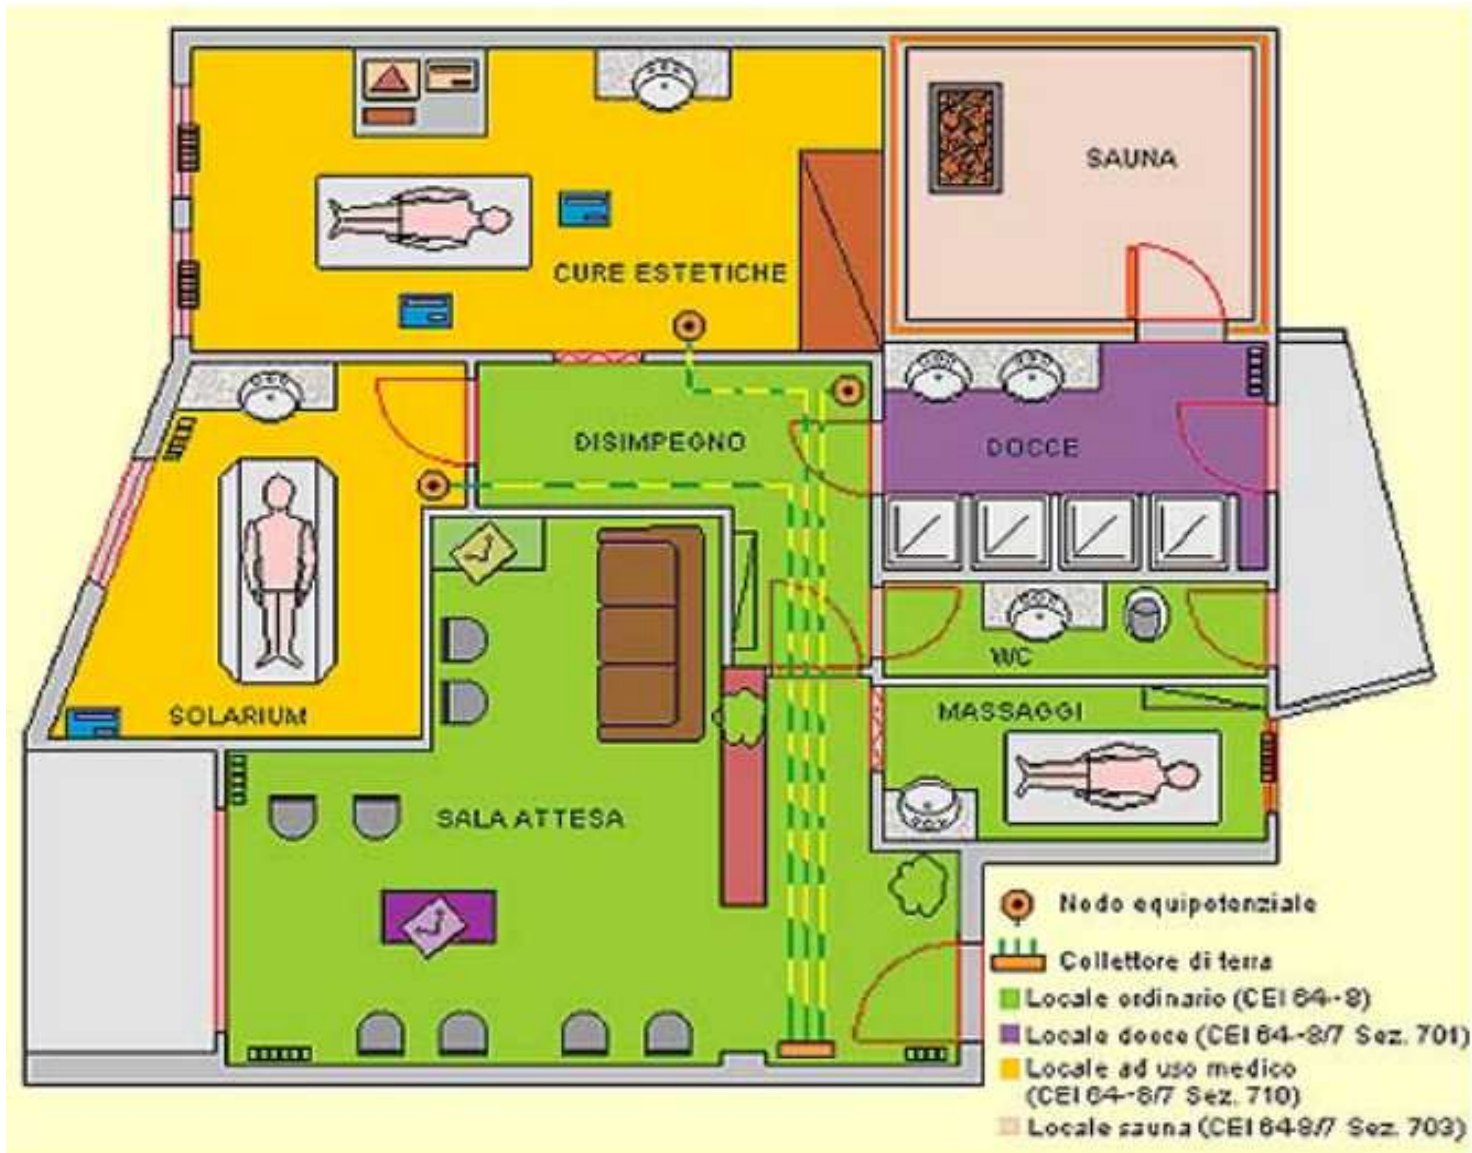 SAUNA
CURE ESTETICHE
DISIMPEGNO
DOCCE
WC
SOLARIUM
MASSAGGI
SALA ATTESA
Nodo equipotenziale
Collettore di terra
Locale ordinario (CEI 64--8)
Locale docce (CEI 64--8/7 Sez. 701)
Locale ad uso medico
(CEI 64--8/7 Sez. 710)
Locale sauna (CEI 64-8/7 Sez. 703)